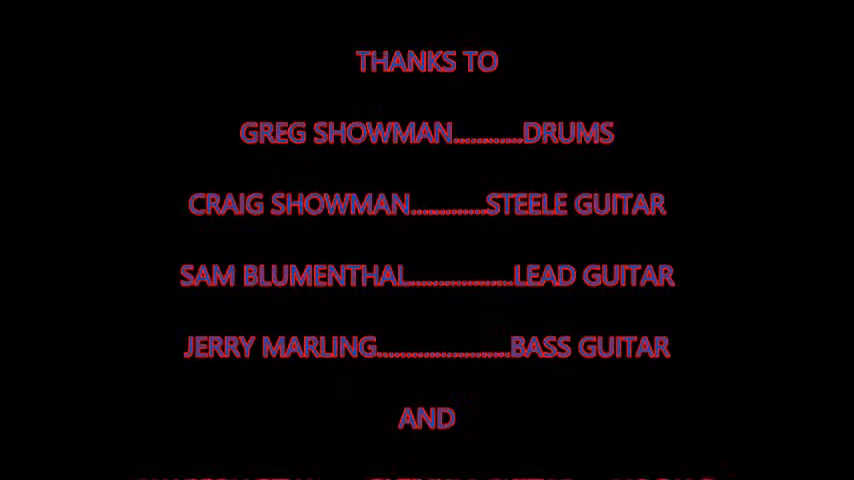 THANKS TO
GREG SHOWMAN............DRUMS
CRAIG SHOWMAN.............STEELE GUITAR
SAM BLUMENTHAL..................LEAD GUITAR
JERRY MARLING.......................BASS GUITAR
AND